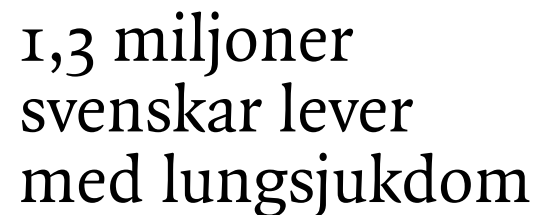 1,3 miljoner
svenskar lever
med lungsjukdom